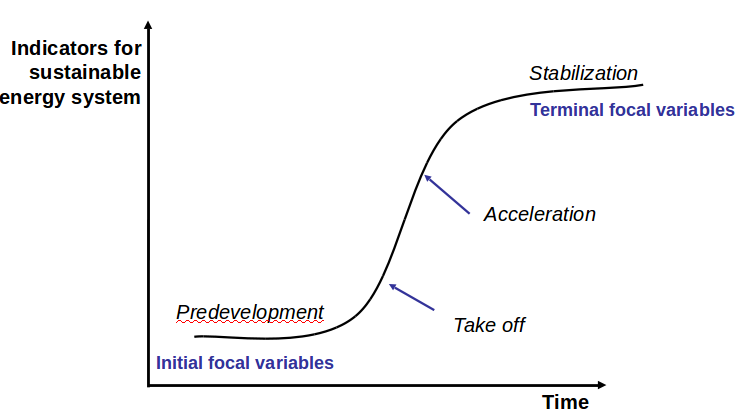 Indicators for
sustainable
energy system
Stabilization
Terminal focal variables
Acceleration
Predevelopment
Take off
Initial focal variables
Time